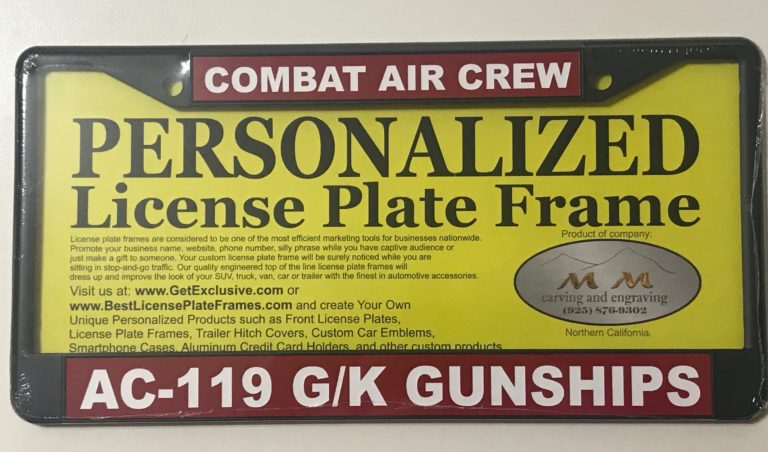 COMBAT AIR CREW
PERSONALIZED
License Plate Frame
License plate frames are considered to be one of the most efficient marketing tools for businesses nationwide.
Promote your business name, website, phone number, silly phrase while you have captive audience or
just make a gift to someone. Your custom license plate frame will be surely noticed while you are
sitting in stop-and-go traffic. Our quality engineered top of the line license plate frames will
dress up and improve the look of your SUV, truck, van, car or trailer with the finest in automotive accessories.
Visit us at: www.GetExclusive.com or
www.BestLicensePlateFrames.com and create Your Own
Unique Personalized Products such as Front License Plates,
License Plate Frames, Trailer Hitch Covers, Custom Car Emblems,
Smartphone Cases, Aluminum Credit Card Holders, and other custom products
Product of company:
M M
carving and engraving
(925) 876-9302
Northern California.
AC-119 G/K GUNSHIPS